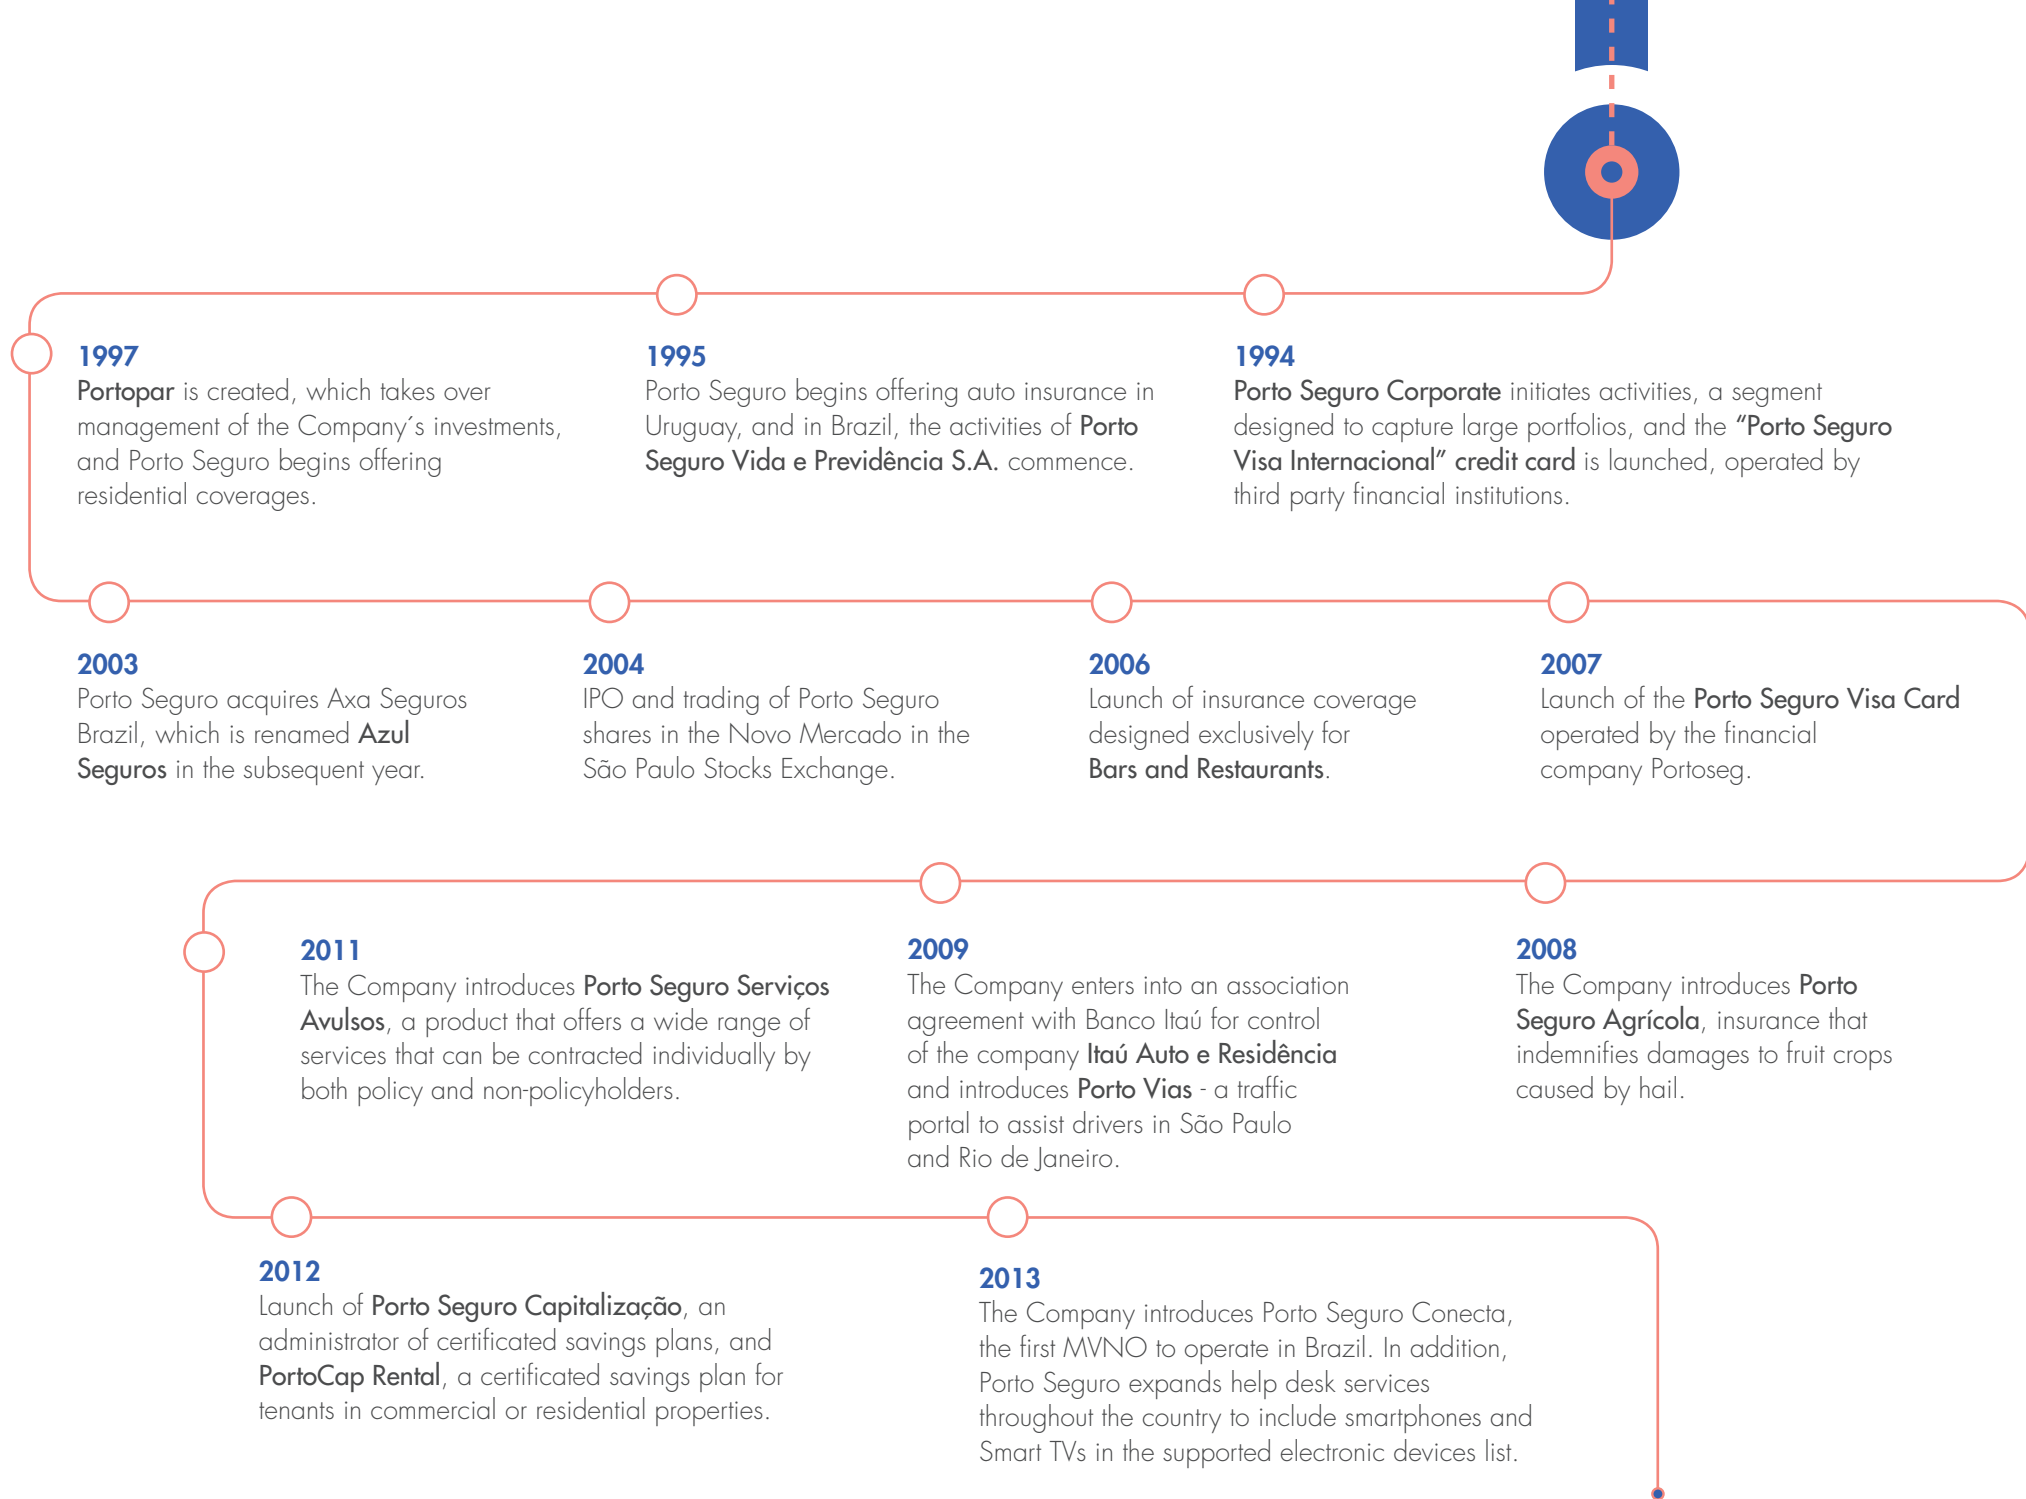 1997
Portopar is created, which takes over
management of the Company´s investments,
and Porto Seguro begins offering
residential coverages.
1995
Porto Seguro begins offering auto insurance in
Uruguay, and in Brazil, the activities of Porto
Seguro Vida e Previdência S.A. commence.
1994
Porto Seguro Corporate initiates activities, a segment
designed to capture large portfolios, and the “Porto Seguro
Visa Internacional” credit card is launched, operated by
third party financial institutions.
2003
Porto Seguro acquires Axa Seguros
Brazil, which is renamed Azul
Seguros in the subsequent year.
2004
IPO and trading of Porto Seguro
shares in the Novo Mercado in the
São Paulo Stocks Exchange.
2006
Launch of insurance coverage
designed exclusively for
Bars and Restaurants.
2007
Launch of the Porto Seguro Visa Card
operated by the financial
company Portoseg.
2011
The Company introduces Porto Seguro Serviços
Avulsos, a product that offers a wide range of
services that can be contracted individually by
both policy and non-policyholders.
2009
The Company enters into an association
agreement with Banco Itaú for control
of the company Itaú Auto e Residência
and introduces Porto Vias - a traffic
portal to assist drivers in São Paulo
and Rio de Janeiro.
2008
The Company introduces Porto
Seguro Agrícola, insurance that
indemnifies damages to fruit crops
caused by hail.
2012
Launch of Porto Seguro Capitalização, an
administrator of certificated savings plans, and
PortoCap Rental, a certificated savings plan for
tenants in commercial or residential properties.
2013
The Company introduces Porto Seguro Conecta,
the first MVNO to operate in Brazil. In addition,
Porto Seguro expands help desk services
throughout the country to include smartphones and
Smart TVs in the supported electronic devices list.